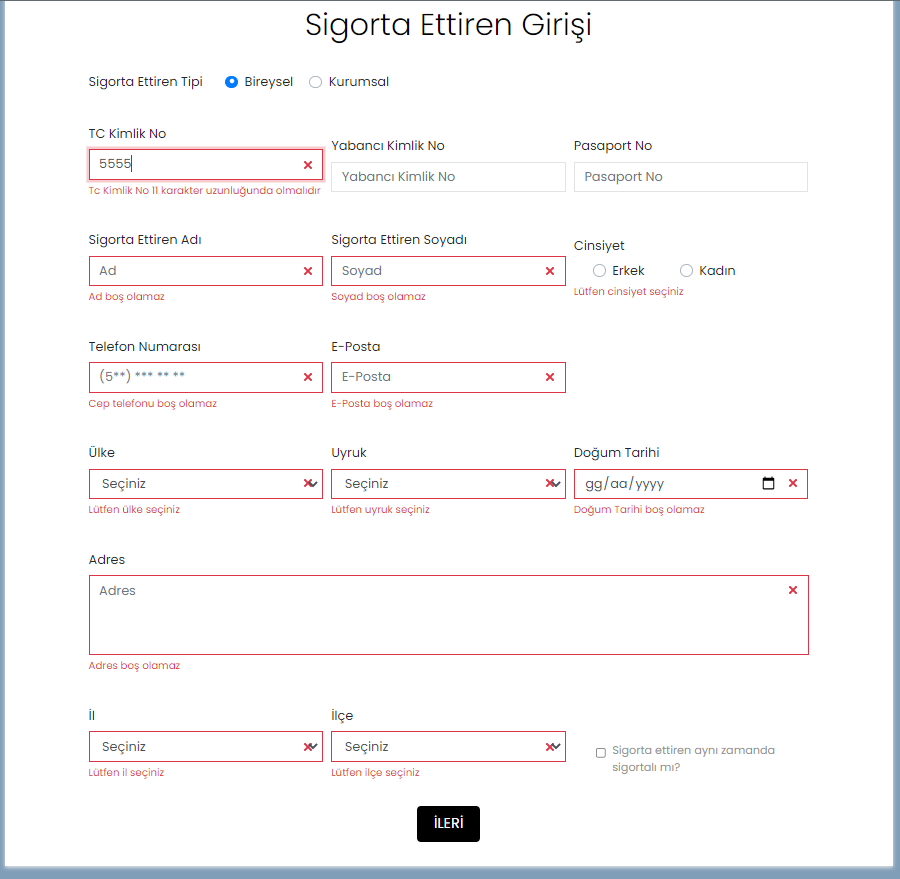 Sigorta Ettiren Girişi
Sigorta Ettiren Tipi Bireysel Kurumsal
TC Kimlik No Yabancı Kimlik No Pasaport No
5555 Yabancı Kimlik No Pasaport No
Tc Kimlik No 11 karakter uzunluğunda olmalıdır
Sigorta Ettiren Adı Sigorta Ettiren Soyadı Cinsiyet
Ad Soyad Erkek Kadın
Ad boş olamaz Soyad boş olamaz Lütfen cinsiyet seçiniz
Telefon Numarası E-Posta
(5**) *** ** ** E-Posta
Cep telefonu boş olamaz E-Posta boş olamaz
Ülke Uyruk Doğum Tarihi
Seçiniz Seçiniz gg/aa/yyyy
Lütfen ülke seçiniz Lütfen uyruk seçiniz Doğum Tarihi boş olamaz
Adres
Adres
Adres boş olamaz
İl İlçe
Seçiniz Seçiniz Sigorta ettiren aynı zamanda
sigortalı mı?
Lütfen il seçiniz Lütfen ilçe seçiniz
İLERİ